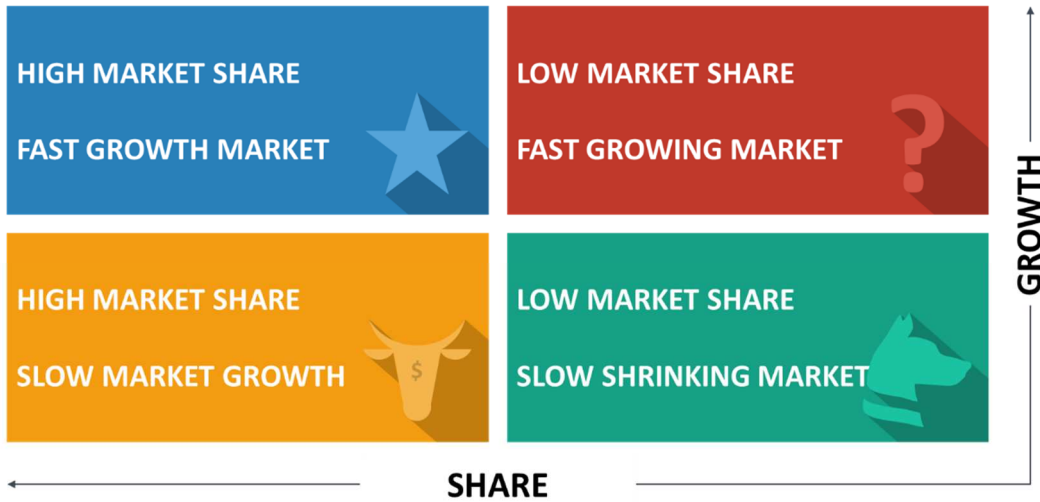 HIGH MARKET SHARE
FAST GROWTH MARKET
LOW MARKET SHARE
FAST GROWING MARKET
HIGH MARKET SHARE
SLOW MARKET GROWTH
$
LOW MARKET SHARE
SLOW SHRINKING MARKET
GROWTH
SHARE